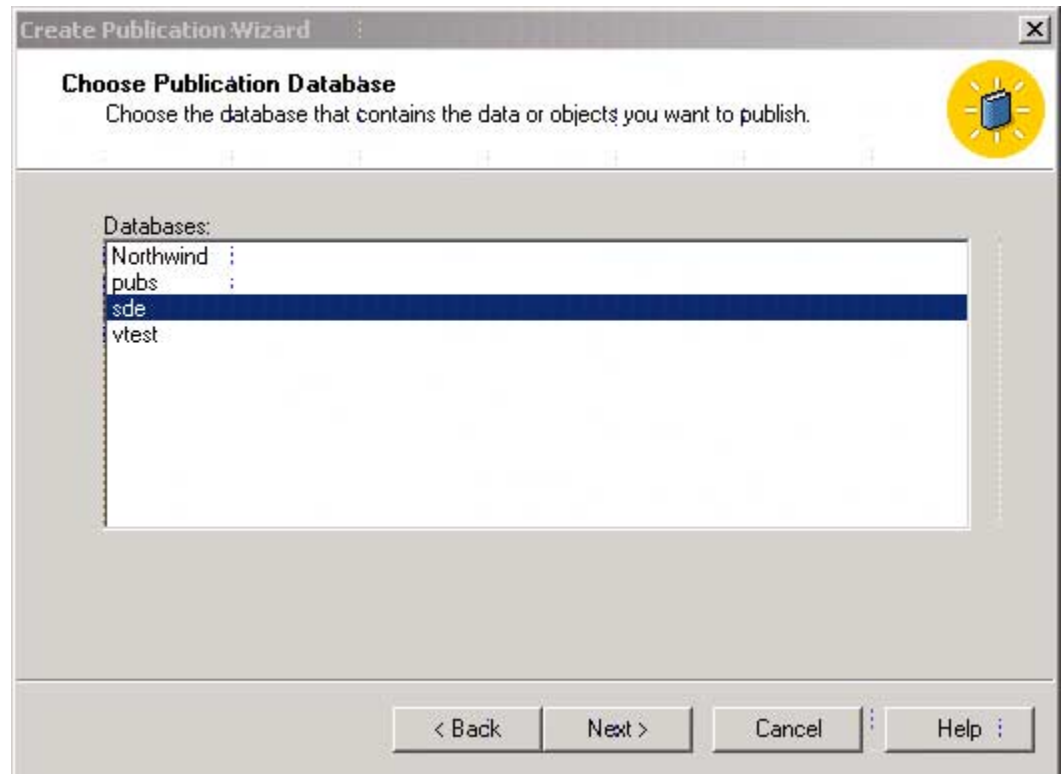 Create Publication Wizard
Choose Publication Database
Choose the database that contains the data or objects you want to publish.
Databases:
Northwind
pubs
sde
vtest
< Back
Next >
Cancel
Help